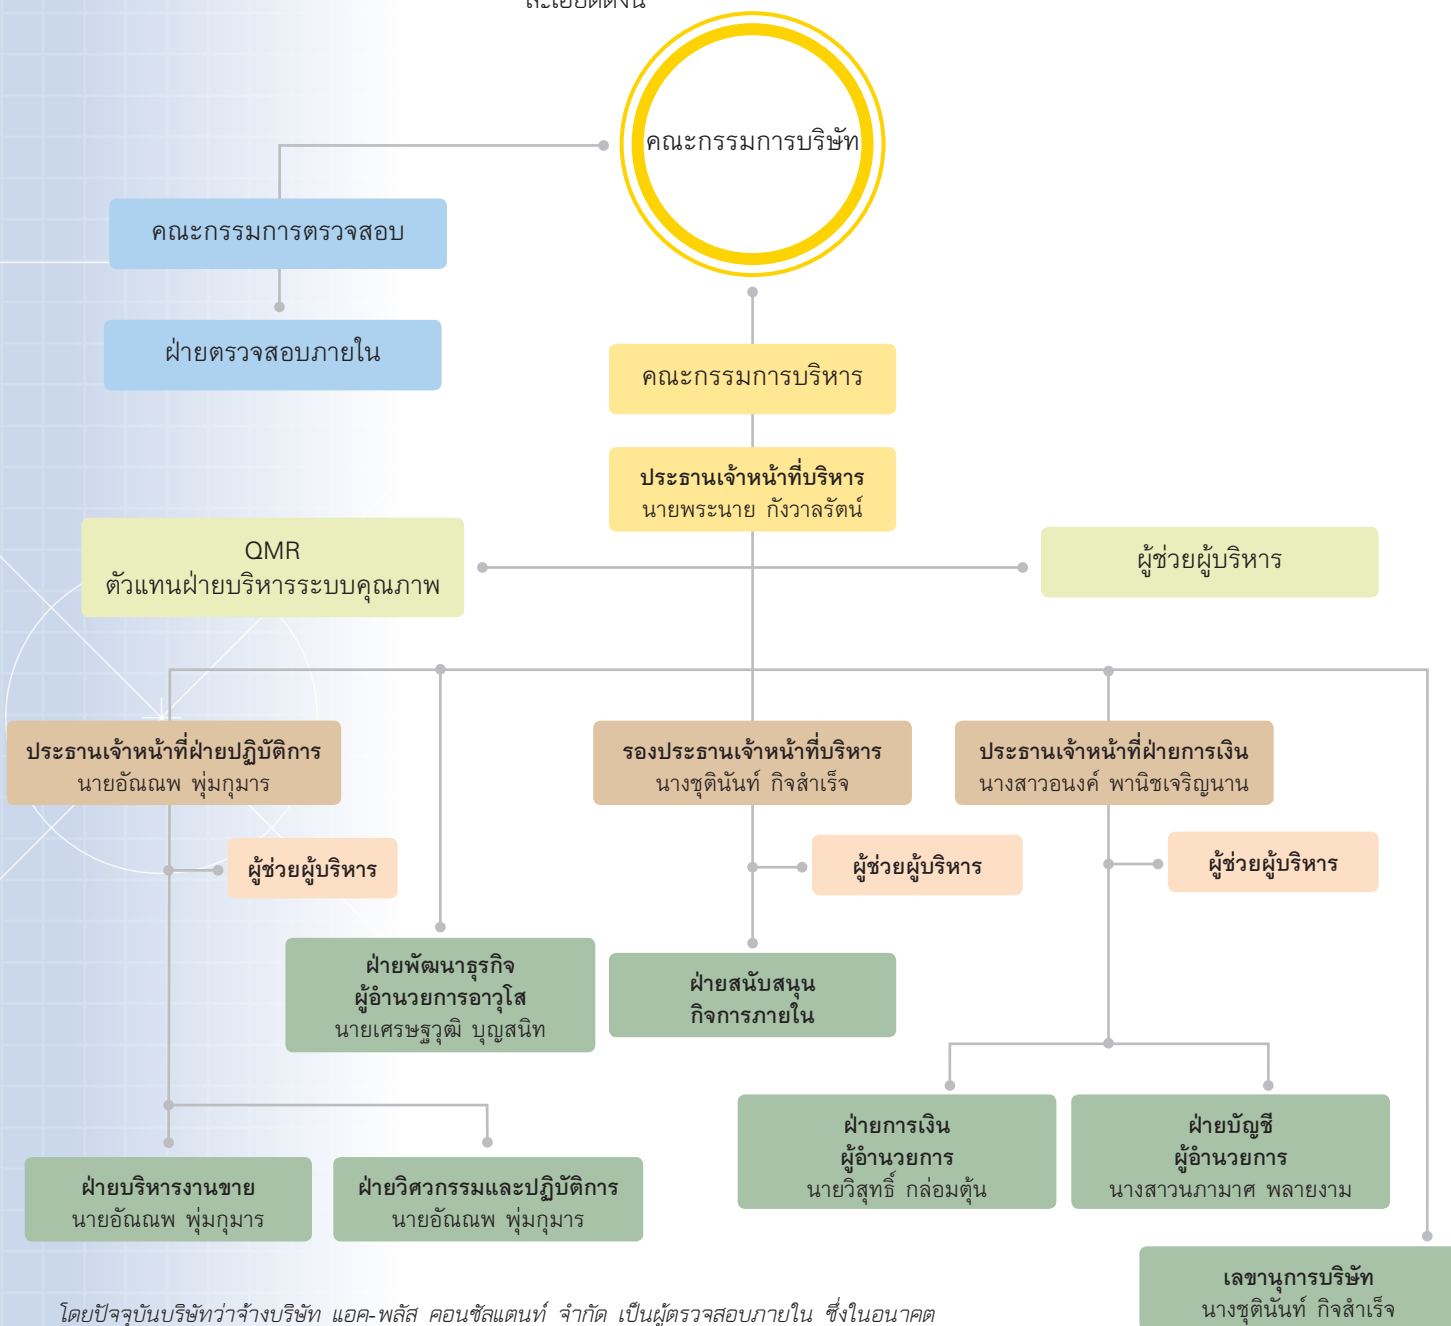 คณะกรรมการบริษัท
คณะกรรมการตรวจสอบ
ฝ่ายตรวจสอบภายใน
คณะกรรมการบริหาร
ประธานเจ้าหน้าที่บริหาร
นายพระนาย กังวาลรัตน์
QMR
ตัวแทนฝ่ายบริหารระบบคุณภาพ
ผู้ช่วยผู้บริหาร
ประธานเจ้าหน้าที่ฝ่ายปฏิบัติการ
นายอัณณพ พุ่มกุมาร
รองประธานเจ้าหน้าที่บริหาร
นางชุตินันท์ กิจสำเร็จ
ประธานเจ้าหน้าที่ฝ่ายการเงิน
นางสาวอนงค์ พานิชเจริญนาน
ผู้ช่วยผู้บริหาร
ผู้ช่วยผู้บริหาร
ผู้ช่วยผู้บริหาร
ฝ่ายพัฒนาธุรกิจ
ผู้อำนวยการอาวุโส
นายเศรษฐวุฒิ บุญสนิท
ฝ่ายสนับสนุน
กิจการภายใน
ฝ่ายการเงิน
ผู้อำนวยการ
นายวิสุทธิ์ กล่อมตุ้น
ฝ่ายบัญชี
ผู้อำนวยการ
นางสาวนภามาศ พลายงาม
ฝ่ายบริหารงานขาย
นายอัณณพ พุ่มกุมาร
ฝ่ายวิศวกรรมและปฏิบัติการ
นายอัณณพ พุ่มกุมาร
เลขานุการบริษัท
นางชุตินันท์ กิจสำเร็จ
โดยปัจจุบันบริษัทว่าจ้างบริษัท แอค-พลัส คอนซัลแตนท์ จำกัด เป็นผู้ตรวจสอบภายใน ซึ่งในอนาคต